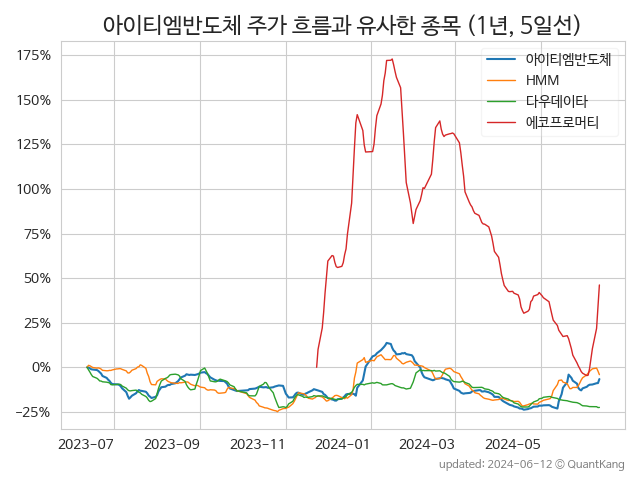 아이티엠반도체 주가 흐름과 유사한 종목 (1년, 5일선)
아이티엠반도체
HMM
다우데이타
에코프로머티
175%
150%
125%
100%
75%
50%
25%
0%
−25%
2023-07 2023-09 2023-11 2024-01 2024-03 2024-05
updated: 2024-06-12 © QuantKang